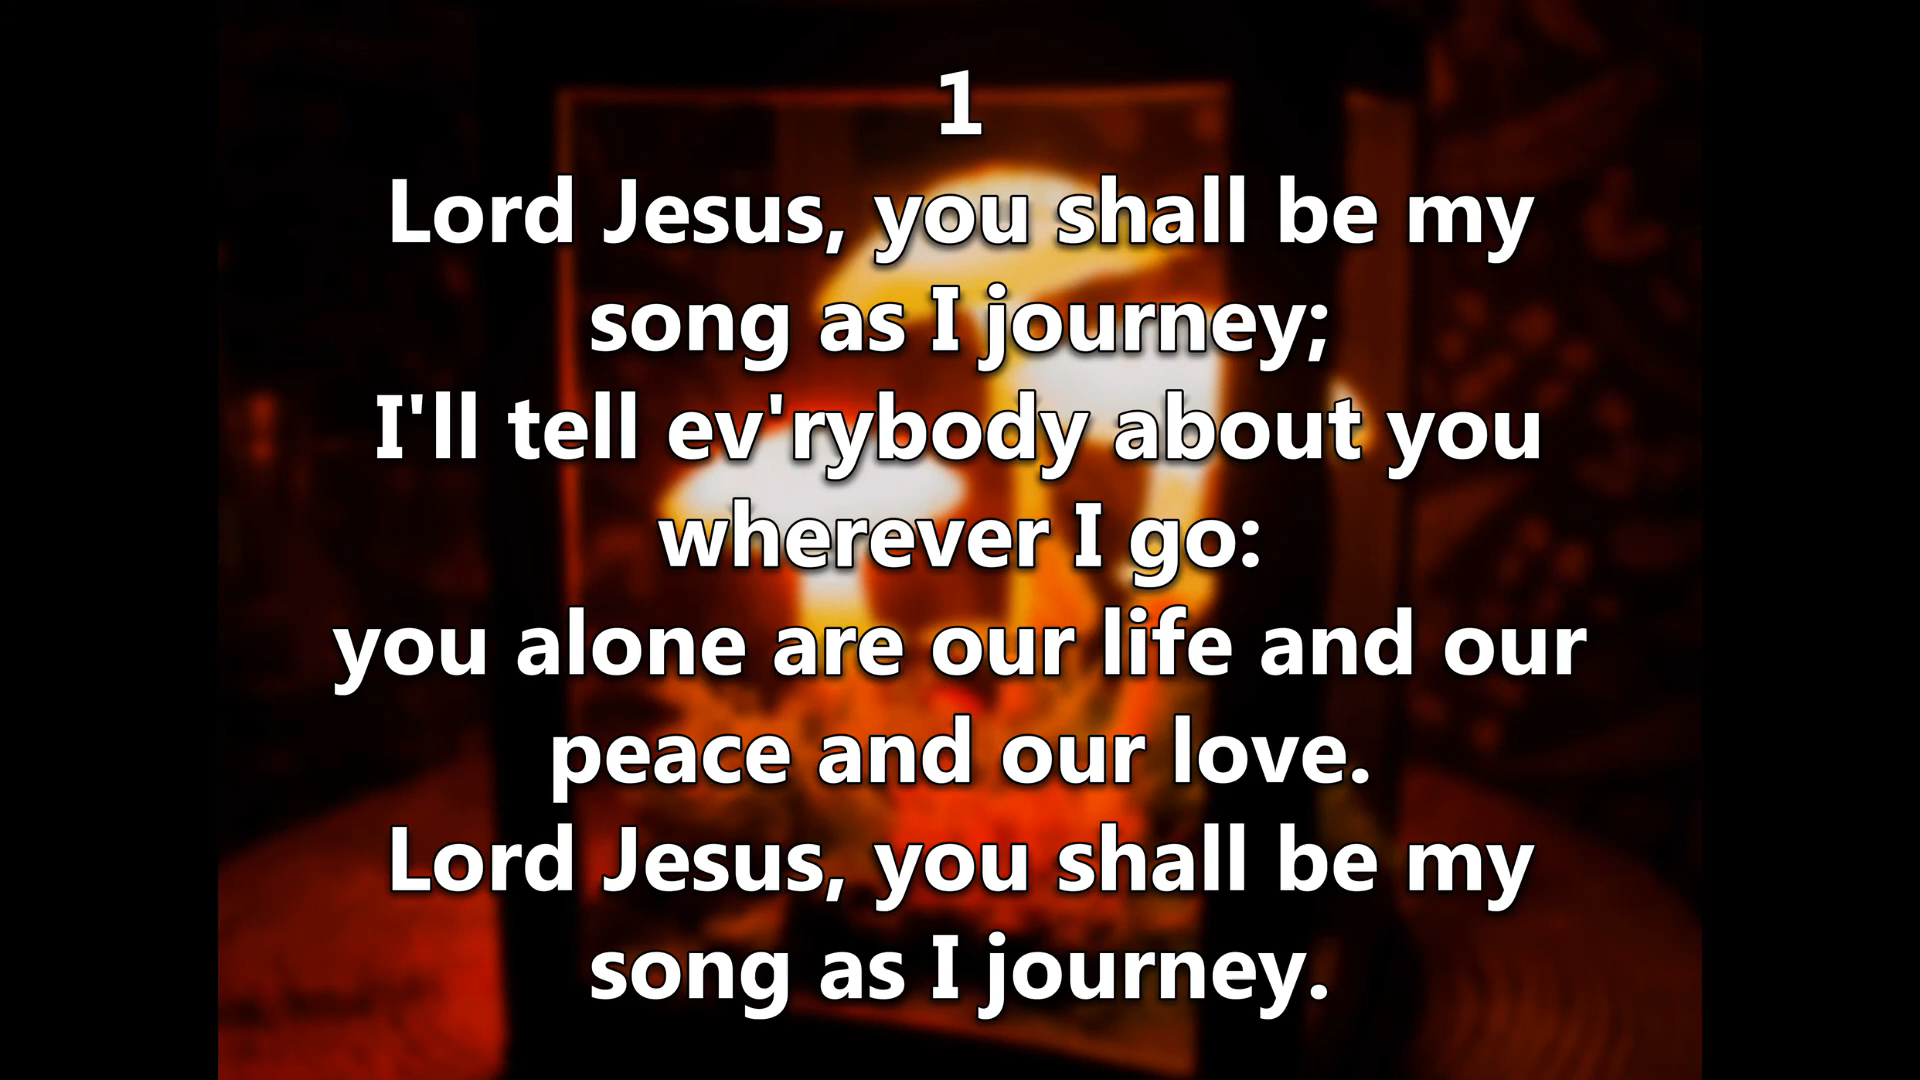 1
Lord Jesus, you shall be my
song as I journey;
I'll tell ev'rybody about you
wherever I go:
you alone are our life and our
peace and our love.
Lord Jesus, you shall be my
song as I journey.